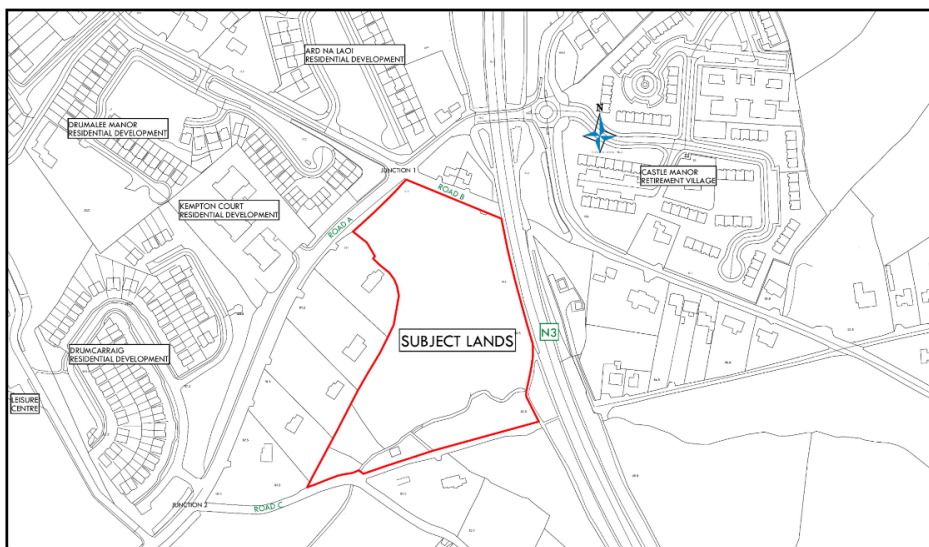 ARD NA LAOI
RESIDENTIAL DEVELOPMENT
DRUMALEE MANOR
RESIDENTIAL DEVELOPMENT
N
CASTLE MANOR
RETIREMENT VILLAGE
JUNCTION 1
ROAD B
KEMPTON COURT
RESIDENTIAL DEVELOPMENT
ROAD A
SUBJECT LANDS
N3
DRUMCARRAIG
RESIDENTIAL DEVELOPMENT
LEISURE
CENTRE
JUNCTION 2
ROAD C